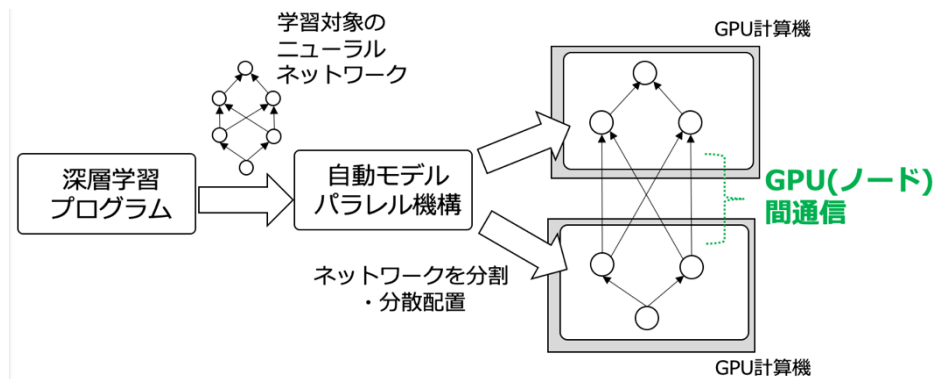 学習対象の
ニューラル
ネットワーク
GPU計算機
深層学習
プログラム
自動モデル
パラレル機構
GPU(ノード)
間通信
ネットワークを分割
・分散配置
GPU計算機